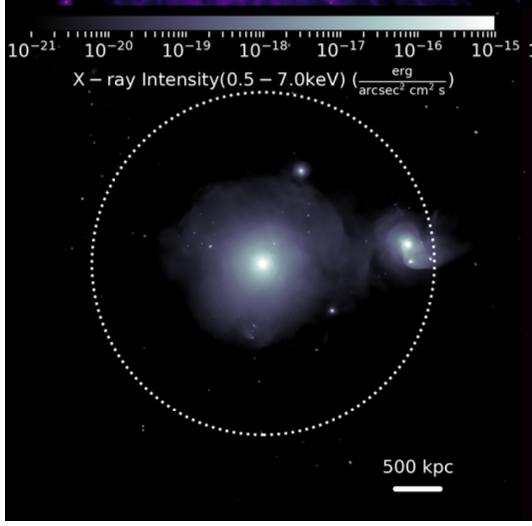 10⁻²¹ 10⁻²⁰ 10⁻¹⁹ 10⁻¹⁸ 10⁻¹⁷ 10⁻¹⁶ 10⁻¹⁵
X − ray Intensity(0.5 − 7.0keV) (erg / arcsec² cm² s)
500 kpc